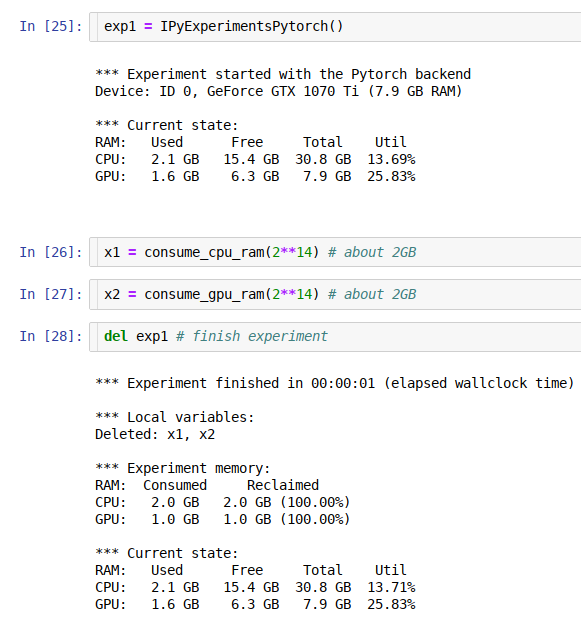 In [25]: exp1 = IPyExperimentsPytorch()
*** Experiment started with the Pytorch backend
Device: ID 0, GeForce GTX 1070 Ti (7.9 GB RAM)
*** Current state:
RAM:   Used      Free     Total    Util
CPU:   2.1 GB   15.4 GB  30.8 GB  13.69%
GPU:   1.6 GB    6.3 GB   7.9 GB  25.83%
In [26]: x1 = consume_cpu_ram(2**14) # about 2GB
In [27]: x2 = consume_gpu_ram(2**14) # about 2GB
In [28]: del exp1 # finish experiment
*** Experiment finished in 00:00:01 (elapsed wallclock time)
*** Local variables:
Deleted: x1, x2
*** Experiment memory:
RAM:  Consumed     Reclaimed
CPU:   2.0 GB   2.0 GB (100.00%)
GPU:   1.0 GB   1.0 GB (100.00%)
*** Current state:
RAM:   Used      Free     Total    Util
CPU:   2.1 GB   15.4 GB  30.8 GB  13.71%
GPU:   1.6 GB    6.3 GB   7.9 GB  25.83%